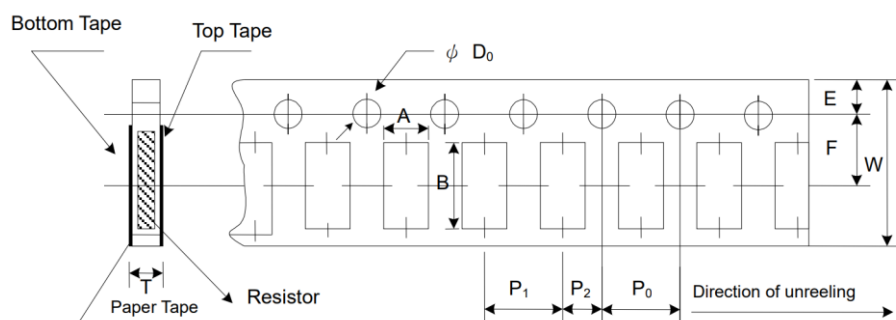 Bottom Tape
Top Tape
ϕ D₀
A
E
F
W
B
T
Paper Tape
Resistor
P₁
P₂
P₀
Direction of unreeling